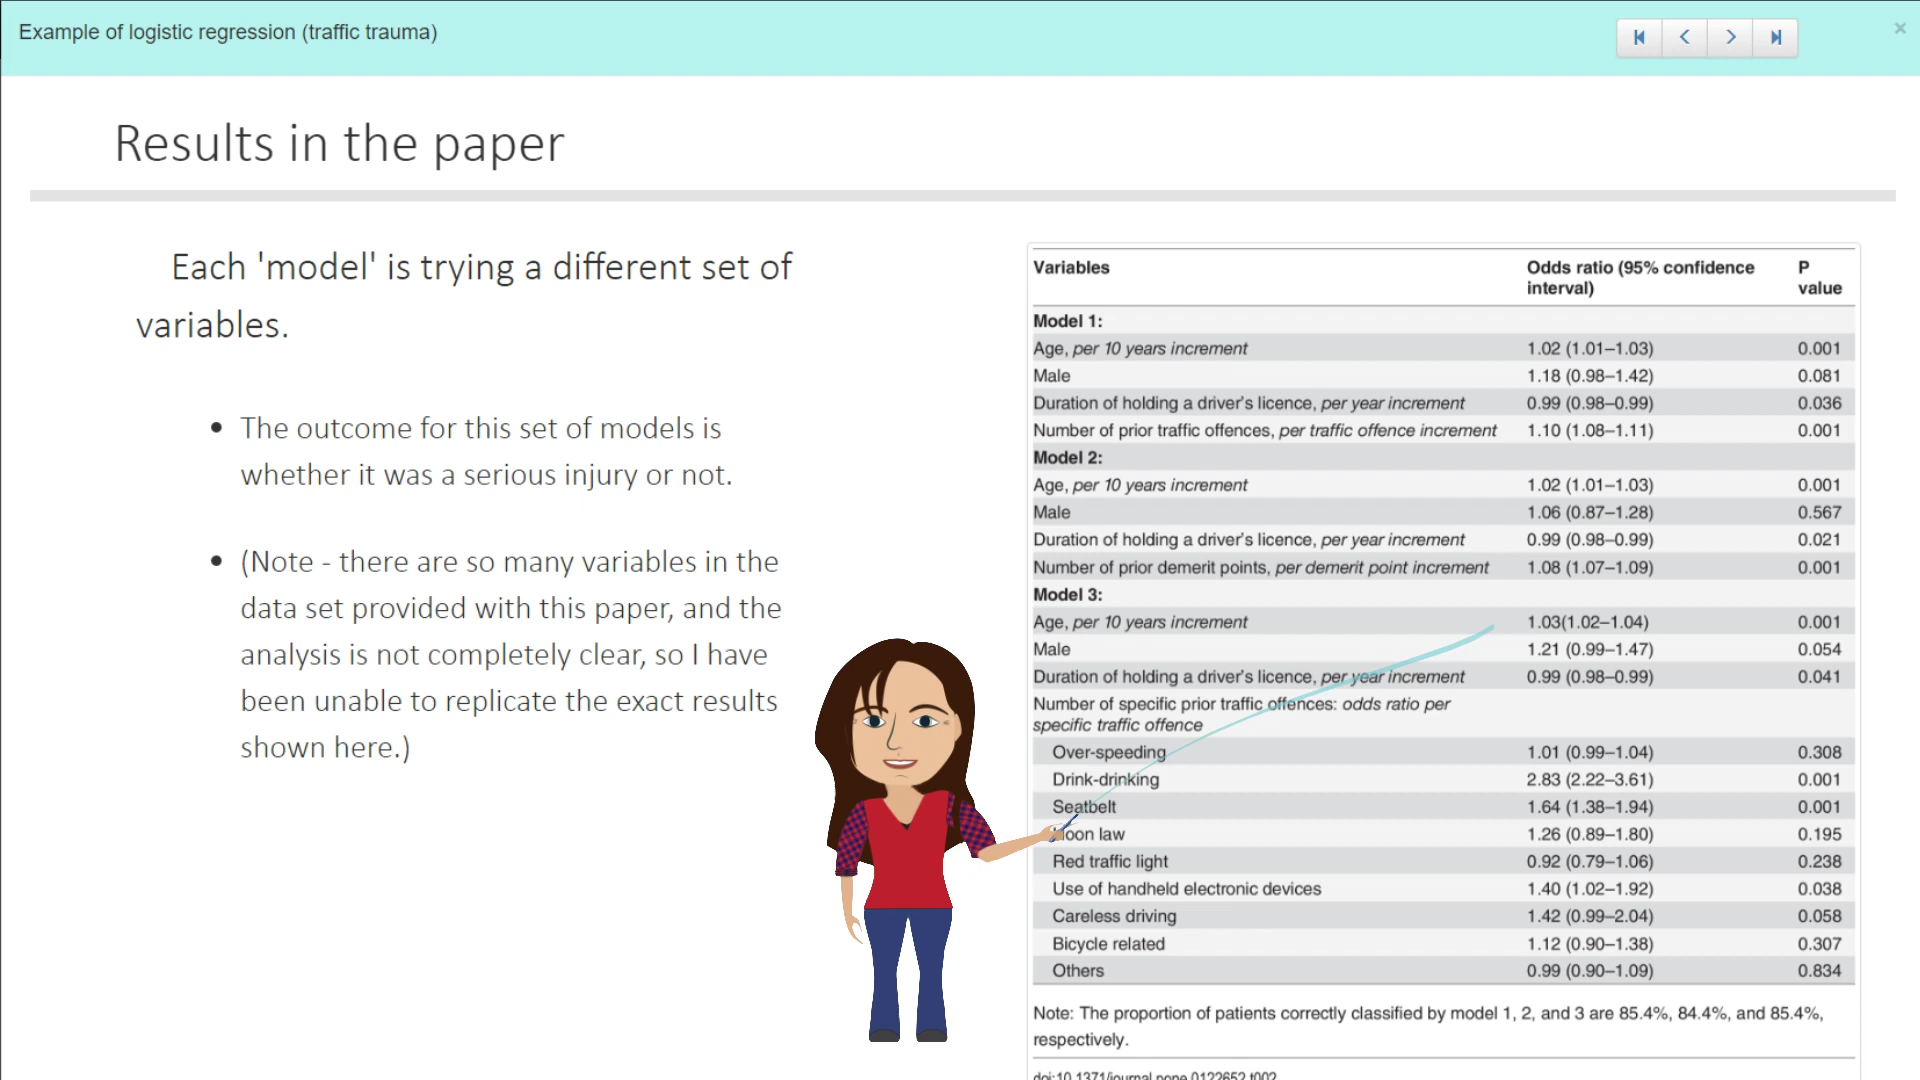 Example of logistic regression (traffic trauma)
Results in the paper
Each 'model' is trying a different set of
variables.
• The outcome for this set of models is
whether it was a serious injury or not.
• (Note - there are so many variables in the
data set provided with this paper, and the
analysis is not completely clear, so I have
been unable to replicate the exact results
shown here.)
Variables Odds ratio (95% confidence interval) P value
Model 1:
Age, per 10 years increment 1.02 (1.01–1.03) 0.001
Male 1.18 (0.98–1.42) 0.081
Duration of holding a driver's licence, per year increment 0.99 (0.98–0.99) 0.036
Number of prior traffic offences, per traffic offence increment 1.10 (1.08–1.11) 0.001
Model 2:
Age, per 10 years increment 1.02 (1.01–1.03) 0.001
Male 1.06 (0.87–1.28) 0.567
Duration of holding a driver's licence, per year increment 0.99 (0.98–0.99) 0.021
Number of prior demerit points, per demerit point increment 1.08 (1.07–1.09) 0.001
Model 3:
Age, per 10 years increment 1.03(1.02–1.04) 0.001
Male 1.21 (0.99–1.47) 0.054
Duration of holding a driver's licence, per year increment 0.99 (0.98–0.99) 0.041
Number of specific prior traffic offences: odds ratio per
specific traffic offence
Over-speeding 1.01 (0.99–1.04) 0.308
Drink-drinking 2.83 (2.22–3.61) 0.001
Seatbelt 1.64 (1.38–1.94) 0.001
law 1.26 (0.89–1.80) 0.195
Red traffic light 0.92 (0.79–1.06) 0.238
Use of handheld electronic devices 1.40 (1.02–1.92) 0.038
Careless driving 1.42 (0.99–2.04) 0.058
Bicycle related 1.12 (0.90–1.38) 0.307
Others 0.99 (0.90–1.09) 0.834
Note: The proportion of patients correctly classified by model 1, 2, and 3 are 85.4%, 84.4%, and 85.4%,
respectively.
doi:10.1371/journal.pone.0122652.t002